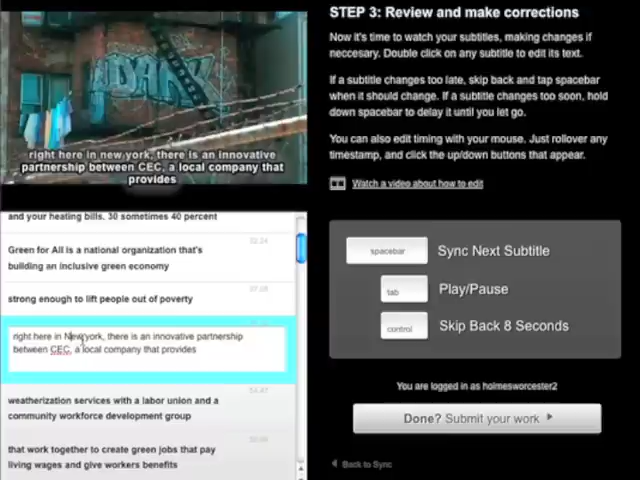 DARK
right here in new york, there is an innovative
partnership between CEC, a local company that
provides
and your heating bills. 30 sometimes 40 percent
Green for All is a national organization that's
building an inclusive green economy
strong enough to lift people out of poverty
right here in New york, there is an innovative partnership
between CEC, a local company that provides
weatherization services with a labor union and a
community workforce development group
that work together to create green jobs that pay
living wages and give workers benefits
STEP 3: Review and make corrections
Now it's time to watch your subtitles, making changes if
neccesary. Double click on any subtitle to edit its text.
If a subtitle changes too late, skip back and tap spacebar
when it should change. If a subtitle changes too soon, hold
down spacebar to delay it until you let go.
You can also edit timing with your mouse. Just rollover any
timestamp, and click the up/down buttons that appear.
Watch a video about how to edit
spacebar Sync Next Subtitle
tab Play/Pause
control Skip Back 8 Seconds
You are logged in as holmesworcester2
Done? Submit your work
Back to Sync